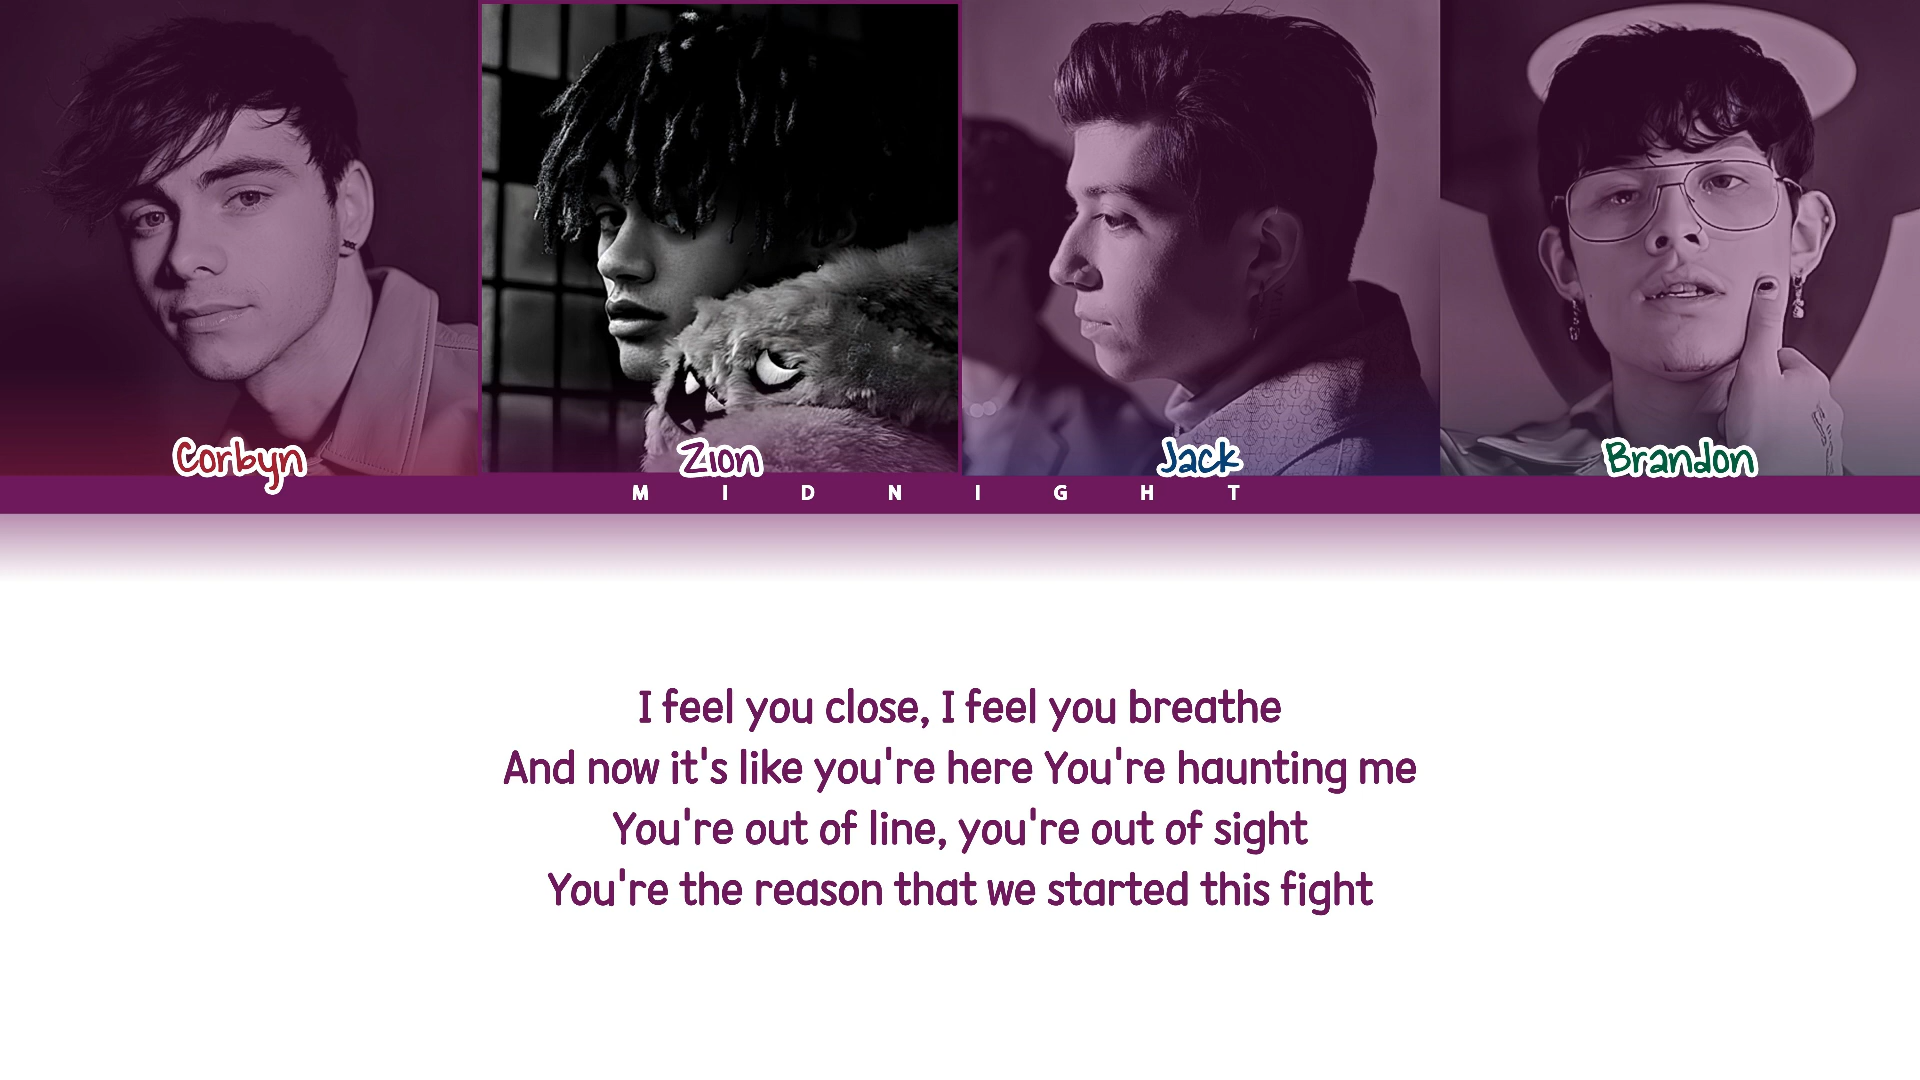 Corbyn
Zion
Jack
Brandon
MIDNIGHT
I feel you close, I feel you breathe
And now it's like you're here You're haunting me
You're out of line, you're out of sight
You're the reason that we started this fight